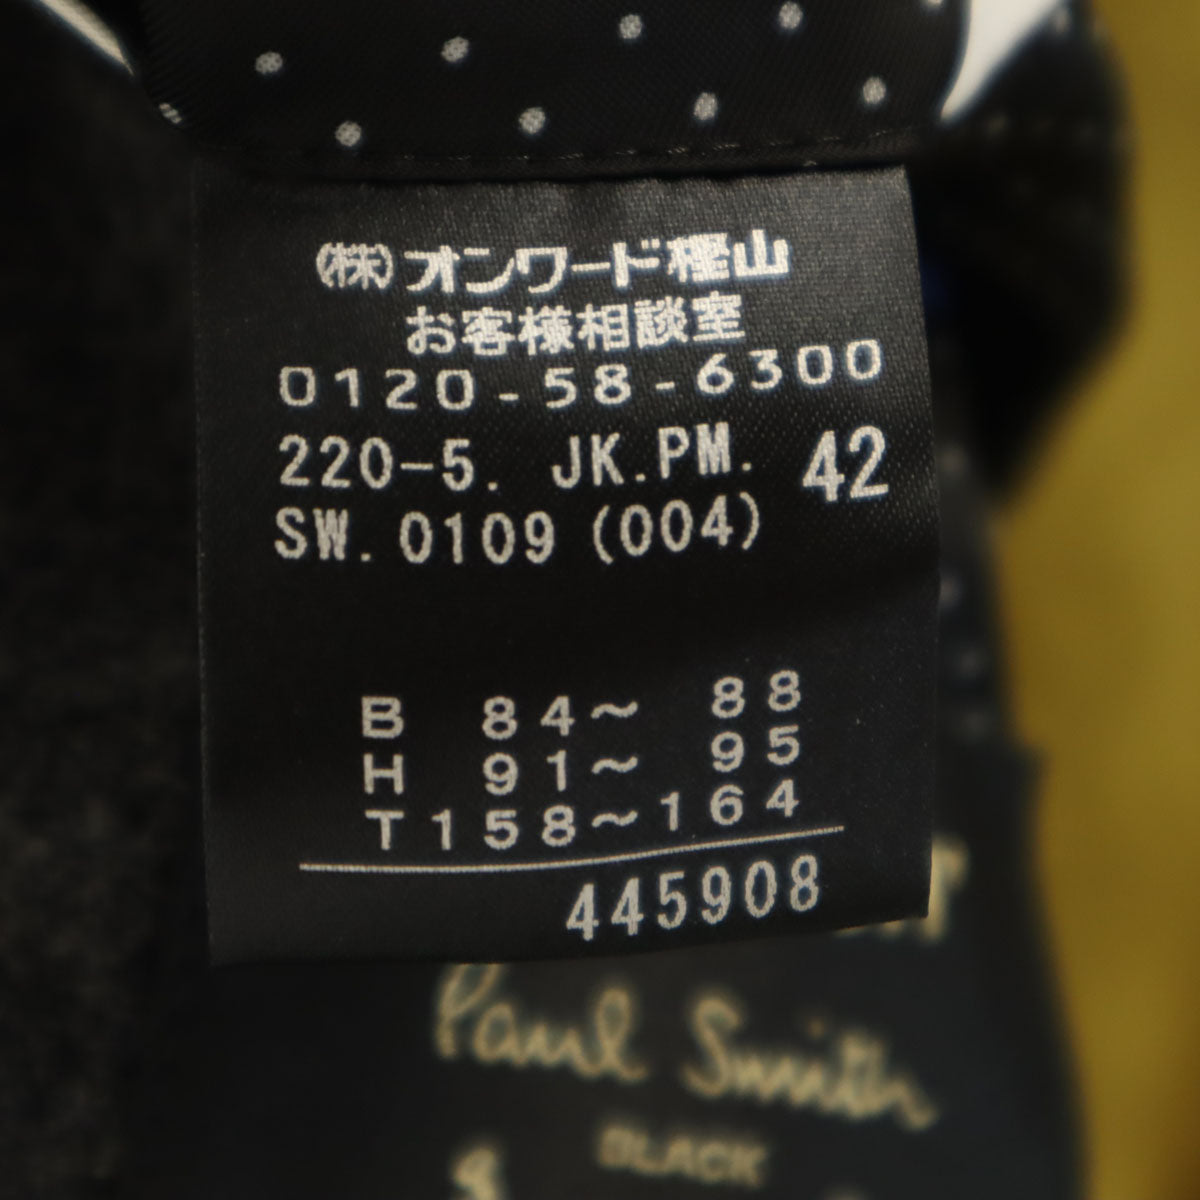 (株)オンワード樫山
お客様相談室
0120-58-6300
220-5. JK.PM. 42
SW.0109(004)
B 84～ 88
H 91～ 95
T158～164
445908
Paul Smith
BLACK